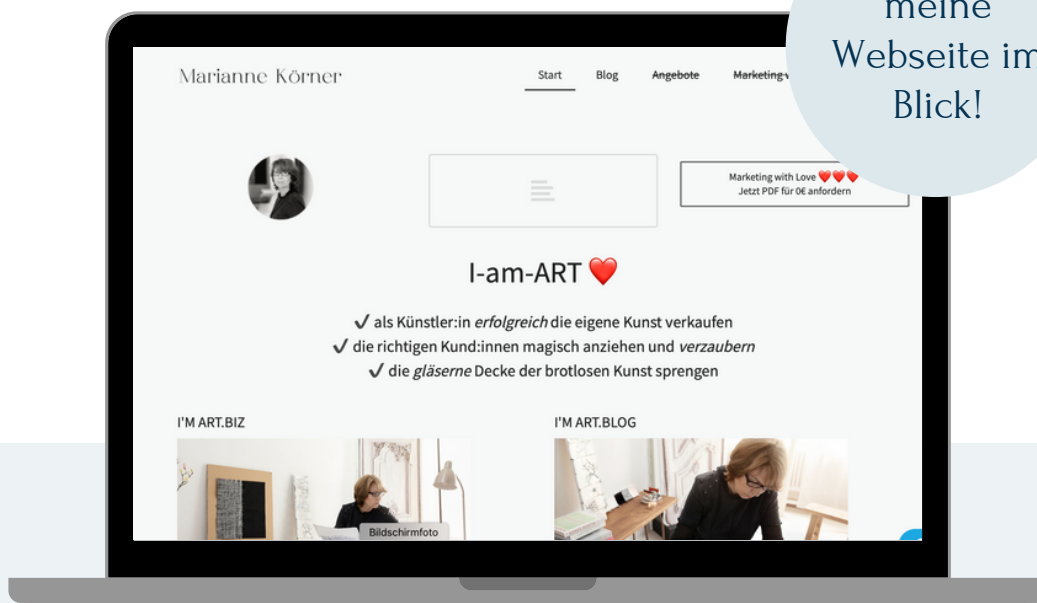 meine
Webseite im
Blick!
Marianne Körner
Start Blog Angebote Marketing
Marketing with Love ❤️❤️❤️
Jetzt PDF für 0€ anfordern
I-am-ART ❤️
✔ als Künstler:in erfolgreich die eigene Kunst verkaufen
✔ die richtigen Kund:innen magisch anziehen und verzaubern
✔ die gläserne Decke der brotlosen Kunst sprengen
I'M ART.BIZ I'M ART.BLOG
Bildschirmfoto